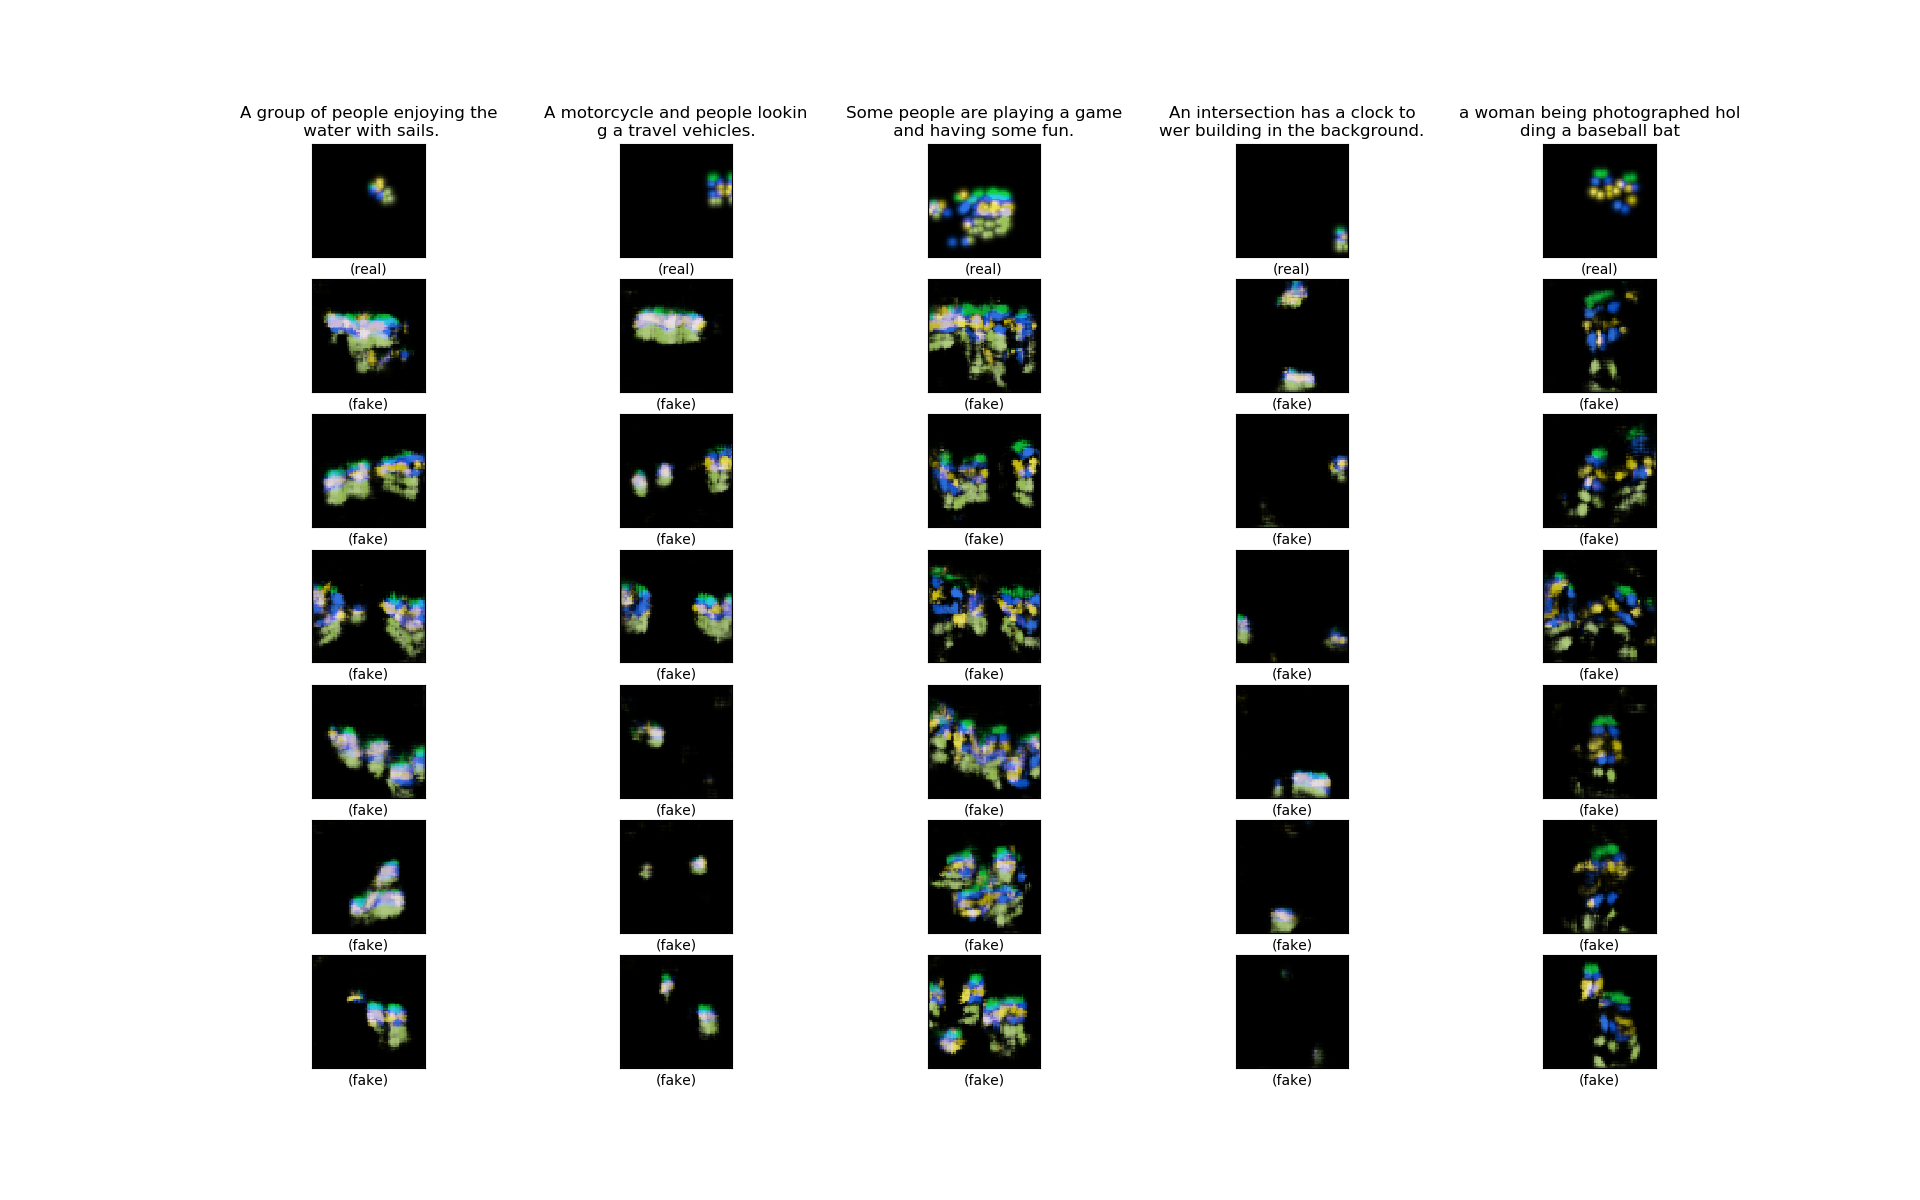 A group of people enjoying the
water with sails.
A motorcycle and people lookin
g a travel vehicles.
Some people are playing a game
and having some fun.
An intersection has a clock to
wer building in the background.
a woman being photographed hol
ding a baseball bat
(real) (real) (real) (real) (real)
(fake) (fake) (fake) (fake) (fake)
(fake) (fake) (fake) (fake) (fake)
(fake) (fake) (fake) (fake) (fake)
(fake) (fake) (fake) (fake) (fake)
(fake) (fake) (fake) (fake) (fake)
(fake) (fake) (fake) (fake) (fake)